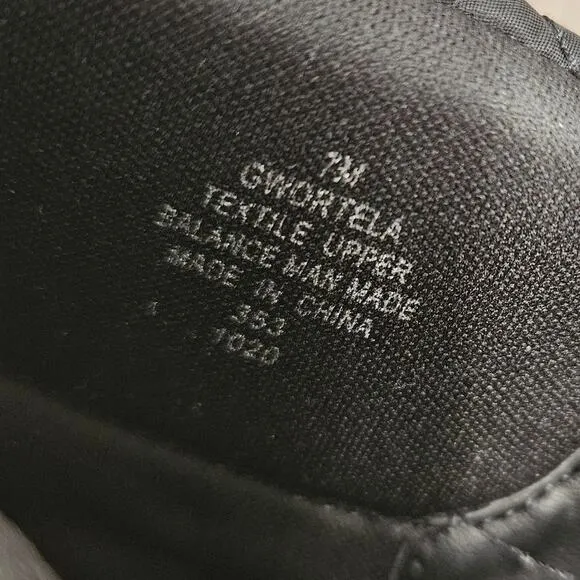 7M
GWORTELA
TEXTILE UPPER
BALANCE MAN MADE
MADE IN CHINA
353
1020